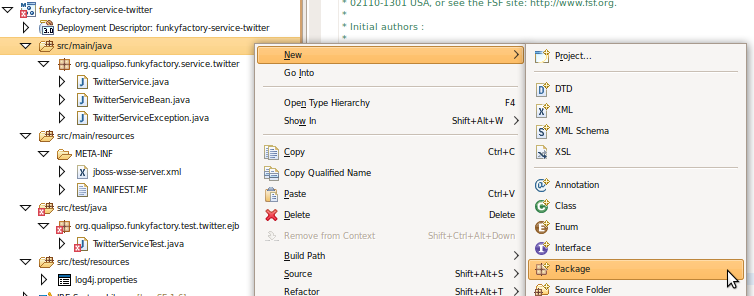 funkyfactory-service-twitter
Deployment Descriptor: funkyfactory-service-twitter
src/main/java
org.qualipso.funkyfactory.service.twitter
TwitterService.java
TwitterServiceBean.java
TwitterServiceException.java
src/main/resources
META-INF
jboss-wsse-server.xml
MANIFEST.MF
src/test/java
org.qualipso.funkyfactory.test.twitter.ejb
TwitterServiceTest.java
src/test/resources
log4j.properties
* 02110-1301 USA, or see the FSF site: http://www.fsf.org.
*
* Initial authors :
*
New
Go Into
Open Type Hierarchy F4
Show In Shift+Alt+W
Copy Ctrl+C
Copy Qualified Name
Paste Ctrl+V
Delete Delete
Remove from Context Shift+Ctrl+Alt+Down
Build Path
Source Shift+Alt+S
Refactor Shift+Alt+T
Project...
DTD
XML
XML Schema
XSL
Annotation
Class
Enum
Interface
Package
Source Folder